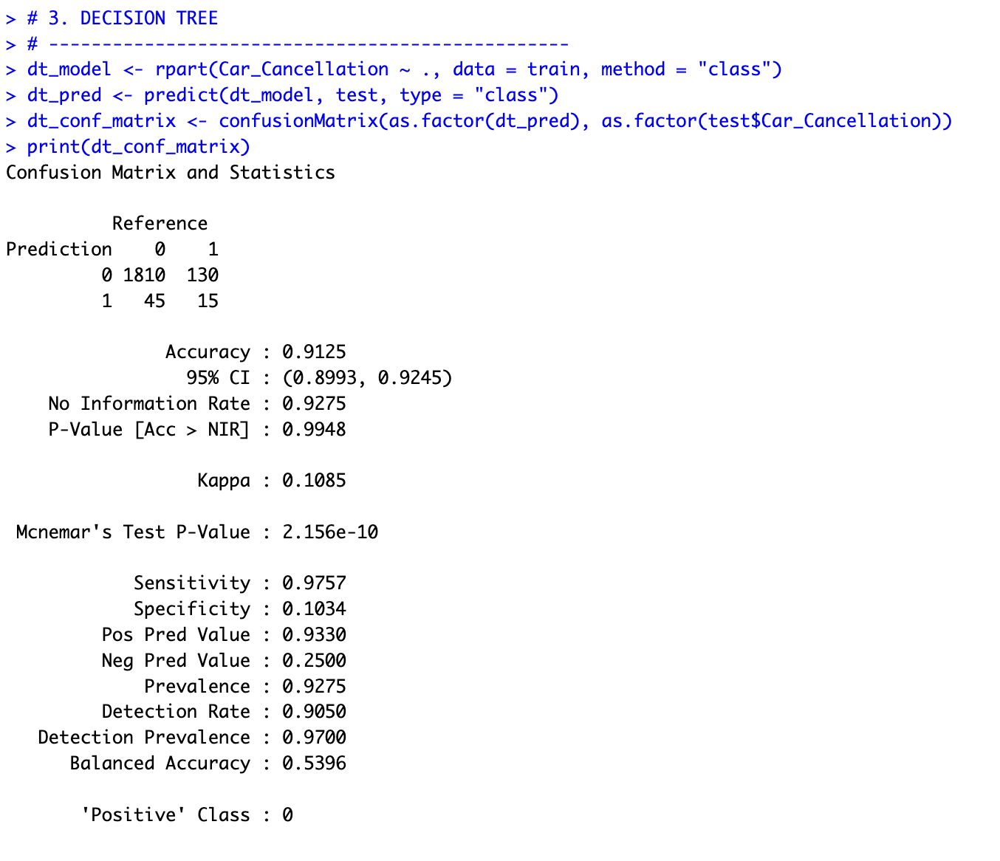 > # 3. DECISION TREE
> # -------------------------------------------------
> dt_model <- rpart(Car_Cancellation ~ ., data = train, method = "class")
> dt_pred <- predict(dt_model, test, type = "class")
> dt_conf_matrix <- confusionMatrix(as.factor(dt_pred), as.factor(test$Car_Cancellation))
> print(dt_conf_matrix)
Confusion Matrix and Statistics

          Reference
Prediction    0    1
         0 1810  130
         1   45   15

               Accuracy : 0.9125
                 95% CI : (0.8993, 0.9245)
    No Information Rate : 0.9275
    P-Value [Acc > NIR] : 0.9948

                  Kappa : 0.1085

 Mcnemar's Test P-Value : 2.156e-10

            Sensitivity : 0.9757
            Specificity : 0.1034
         Pos Pred Value : 0.9330
         Neg Pred Value : 0.2500
             Prevalence : 0.9275
         Detection Rate : 0.9050
   Detection Prevalence : 0.9700
      Balanced Accuracy : 0.5396

       'Positive' Class : 0